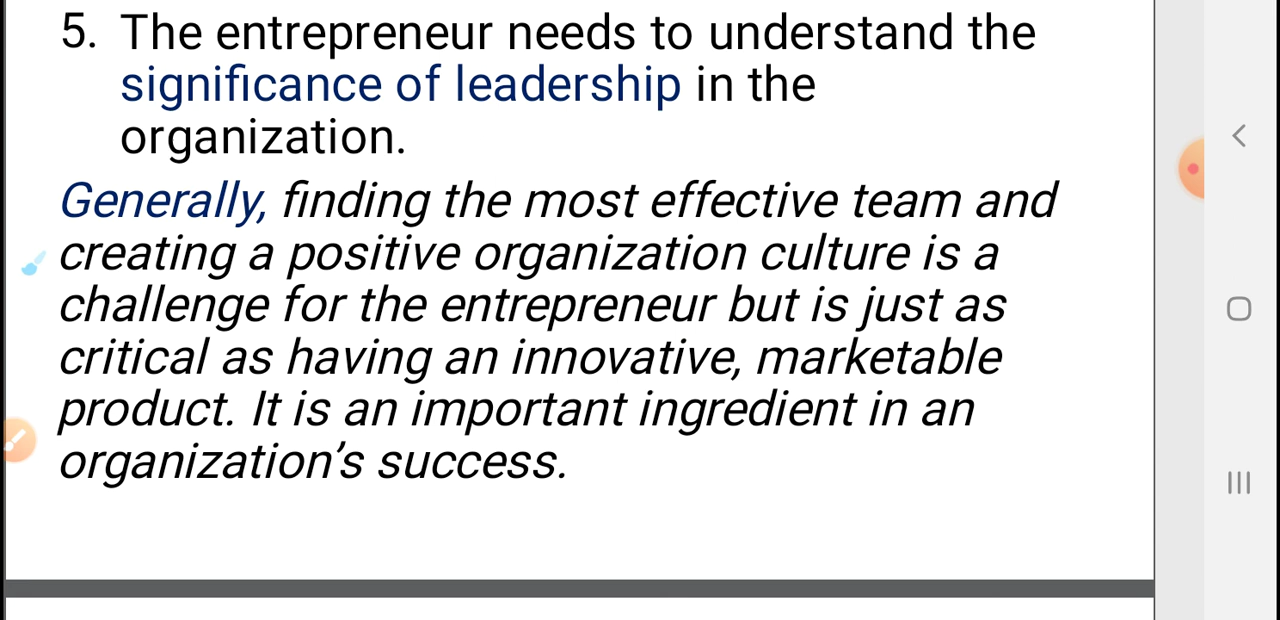 5. The entrepreneur needs to understand the
significance of leadership in the
organization.
Generally, finding the most effective team and
creating a positive organization culture is a
challenge for the entrepreneur but is just as
critical as having an innovative, marketable
product. It is an important ingredient in an
organization’s success.